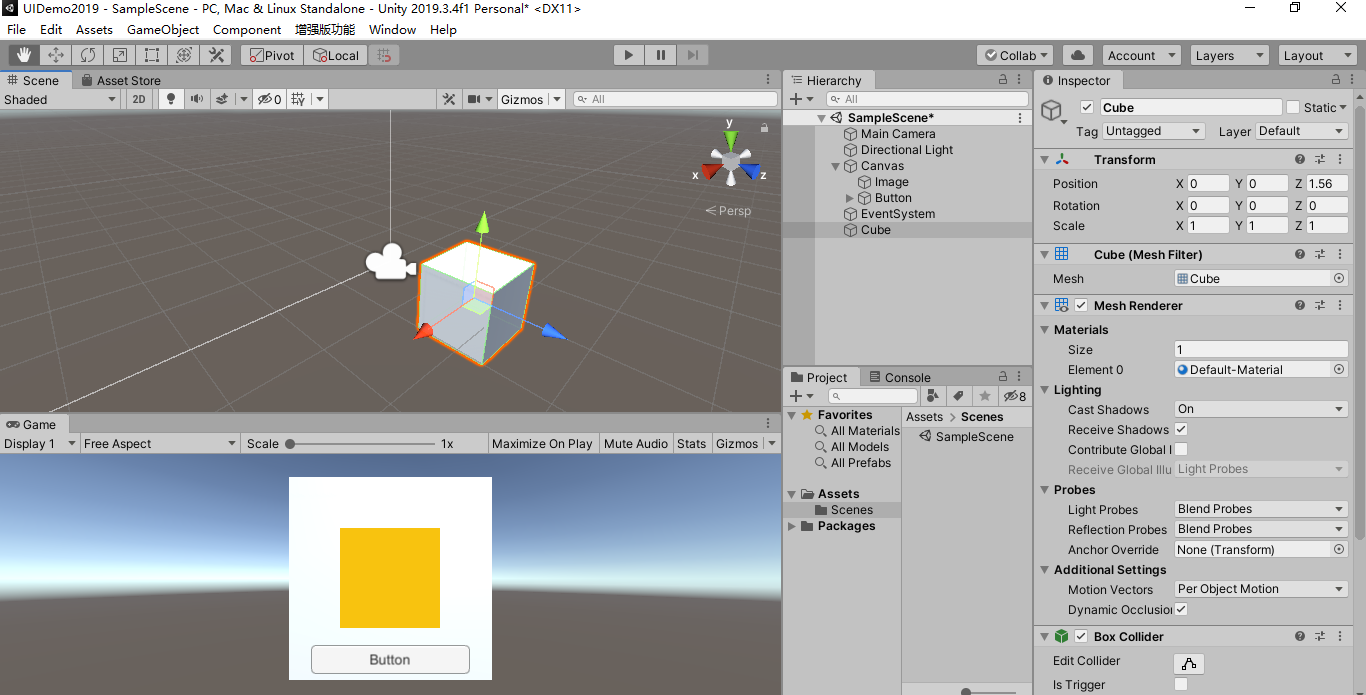 UIDemo2019 - SampleScene - PC, Mac & Linux Standalone - Unity 2019.3.4f1 Personal* <DX11>
File Edit Assets GameObject Component 增强版功能 Window Help
Pivot Local Collab Account Layers Layout
Scene Asset Store
Shaded 2D 0 Gizmos All
y
x z
Persp
Game
Display 1 Free Aspect Scale 1x Maximize On Play Mute Audio Stats Gizmos
Button
Hierarchy
All
SampleScene*
Main Camera
Directional Light
Canvas
Image
Button
EventSystem
Cube
Project Console
8
Favorites
All Materials
All Models
All Prefabs
Assets
Scenes
Packages
Assets > Scenes
SampleScene
Inspector
Cube Static
Tag Untagged Layer Default
Transform
Position X 0 Y 0 Z 1.56
Rotation X 0 Y 0 Z 0
Scale X 1 Y 1 Z 1
Cube (Mesh Filter)
Mesh Cube
Mesh Renderer
Materials
Size 1
Element 0 Default-Material
Lighting
Cast Shadows On
Receive Shadows
Contribute Global I
Receive Global Illu Light Probes
Probes
Light Probes Blend Probes
Reflection Probes Blend Probes
Anchor Override None (Transform)
Additional Settings
Motion Vectors Per Object Motion
Dynamic Occlusion
Box Collider
Edit Collider
Is Trigger